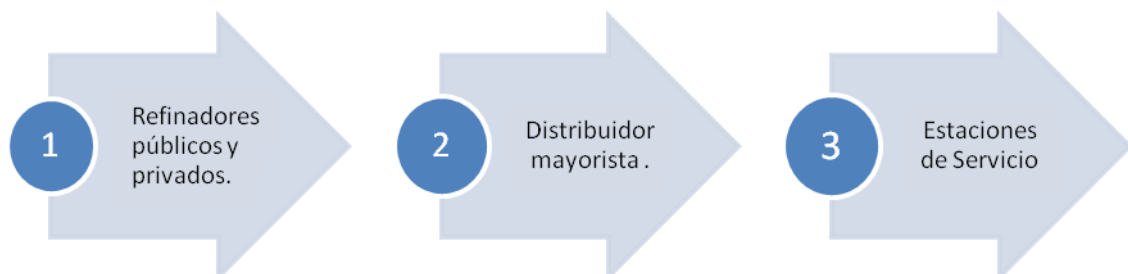 1
Refinadores
públicos y
privados.
2
Distribuidor
mayorista .
3
Estaciones
de Servicio